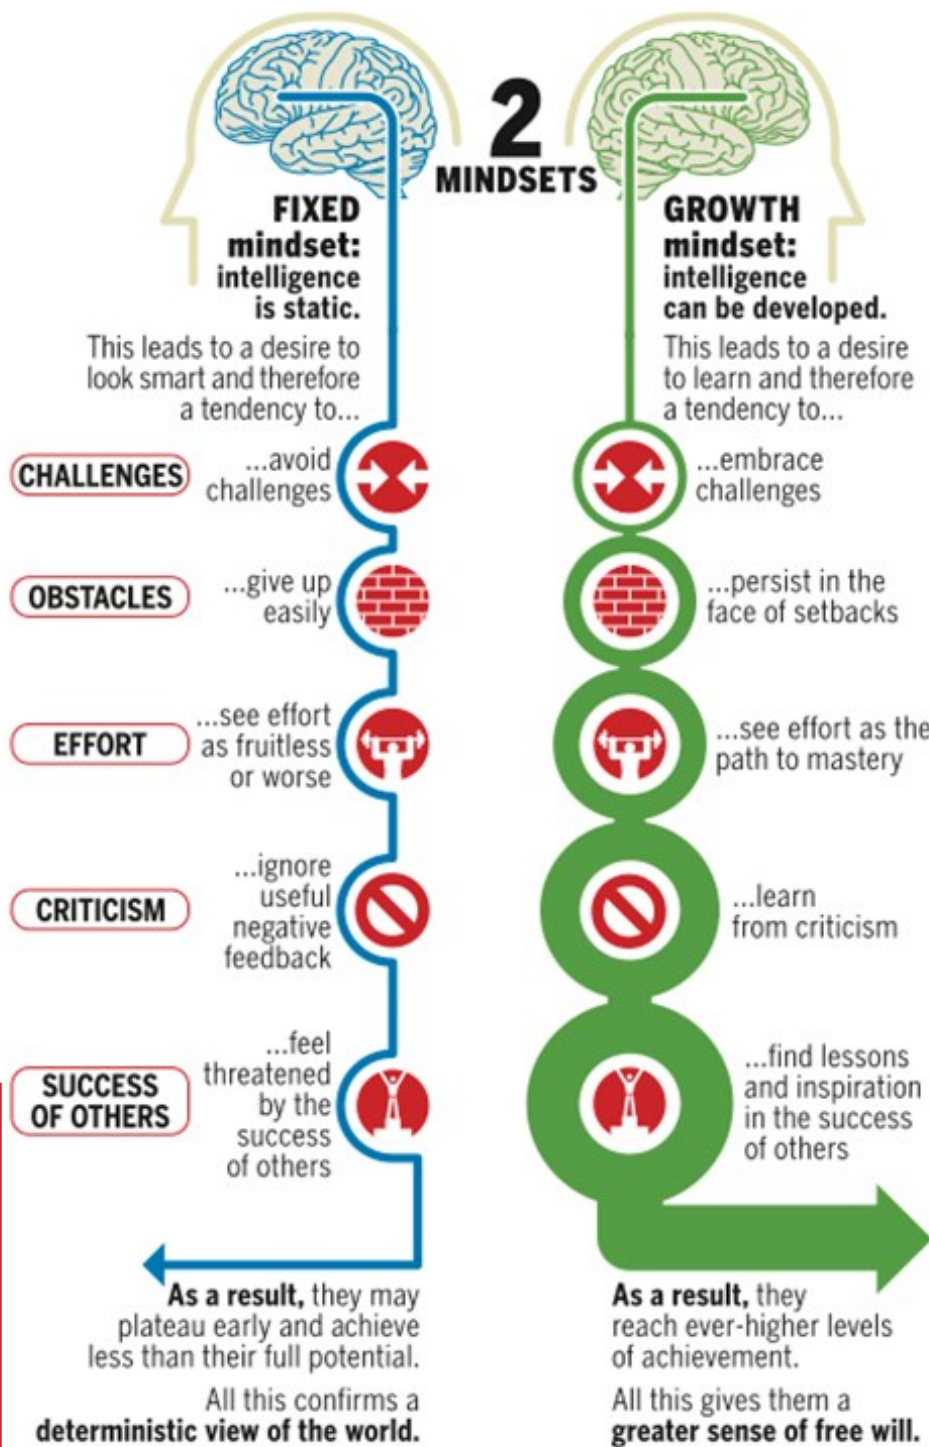 2
MINDSETS
FIXED
mindset:
intelligence
is static.
This leads to a desire to
look smart and therefore
a tendency to...
GROWTH
mindset:
intelligence
can be developed.
This leads to a desire
to learn and therefore
a tendency to...
CHALLENGES
...avoid
challenges
...embrace
challenges
OBSTACLES
...give up
easily
...persist in the
face of setbacks
EFFORT
...see effort
as fruitless
or worse
...see effort as the
path to mastery
CRITICISM
...ignore
useful
negative
feedback
...learn
from criticism
SUCCESS
OF OTHERS
...feel
threatened
by the
success
of others
...find lessons
and inspiration
in the success
of others
As a result, they may
plateau early and achieve
less than their full potential.
All this confirms a
deterministic view of the world.
As a result, they
reach ever-higher levels
of achievement.
All this gives them a
greater sense of free will.